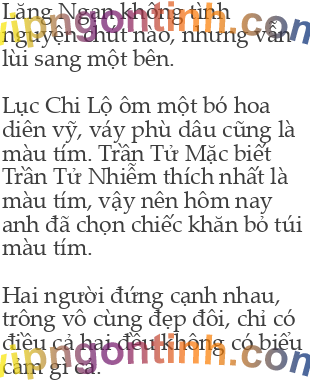 Lăng Ngạn không tình
nguyện chút nào, nhưng vẫn
lùi sang một bên.
Lục Chi Lộ ôm một bó hoa
diên vỹ, váy phù dâu cũng là
màu tím. Trần Tử Mặc biết
Trần Tử Nhiễm thích nhất là
màu tím, vậy nên hôm nay
anh đã chọn chiếc khăn bỏ túi
màu tím.
Hai người đứng cạnh nhau,
trông vô cùng đẹp đôi, chỉ có
điều cả hai đều không có biểu
cảm gì cả.